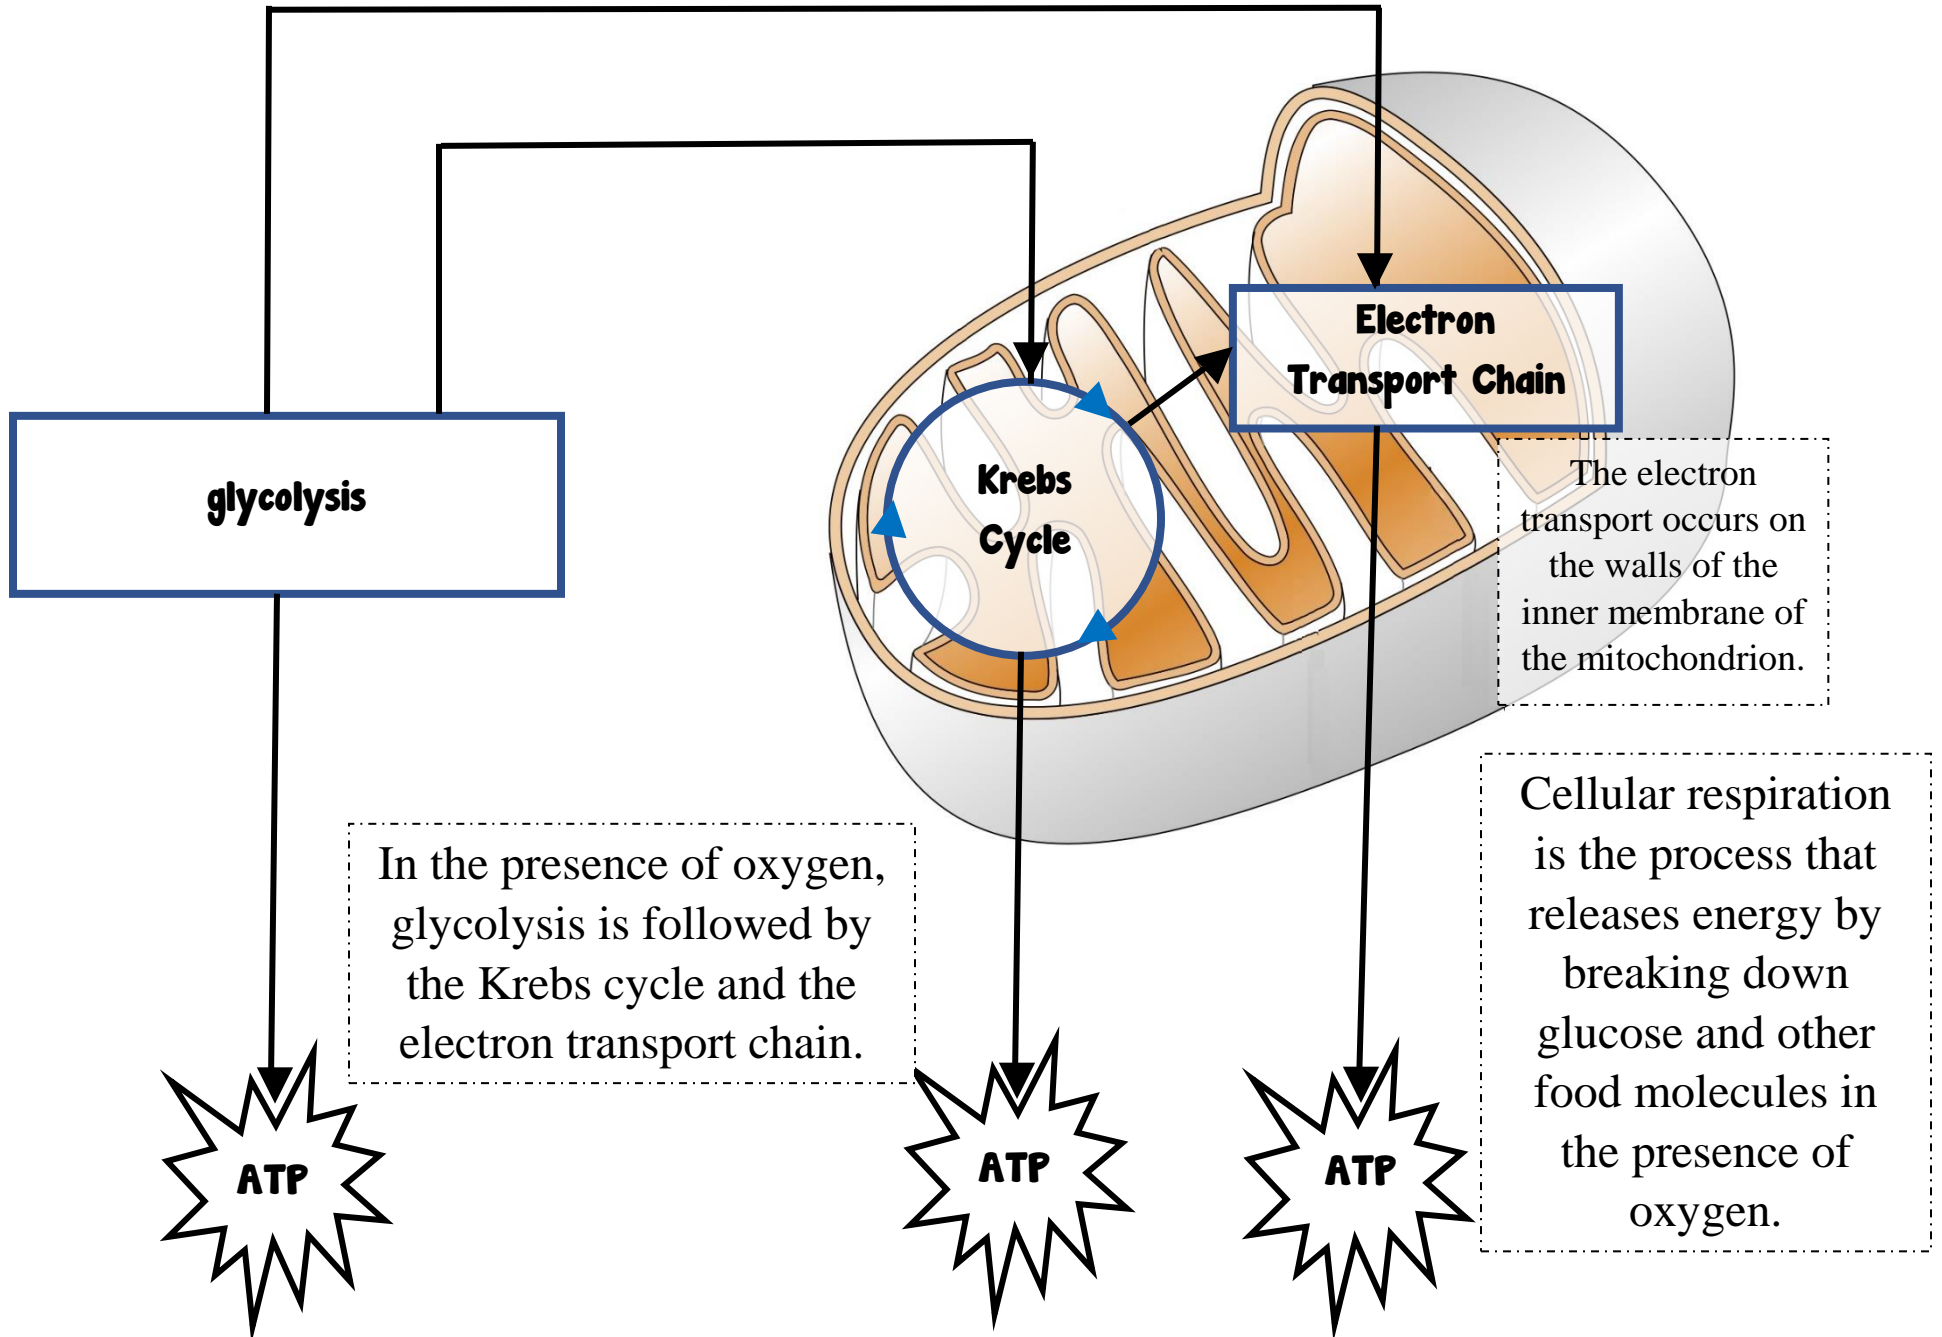 Electron
Transport Chain
glycolysis
Krebs
Cycle
The electron
transport occurs on
the walls of the
inner membrane of
the mitochondrion.
In the presence of oxygen,
glycolysis is followed by
the Krebs cycle and the
electron transport chain.
Cellular respiration
is the process that
releases energy by
breaking down
glucose and other
food molecules in
the presence of
oxygen.
ATP
ATP
ATP